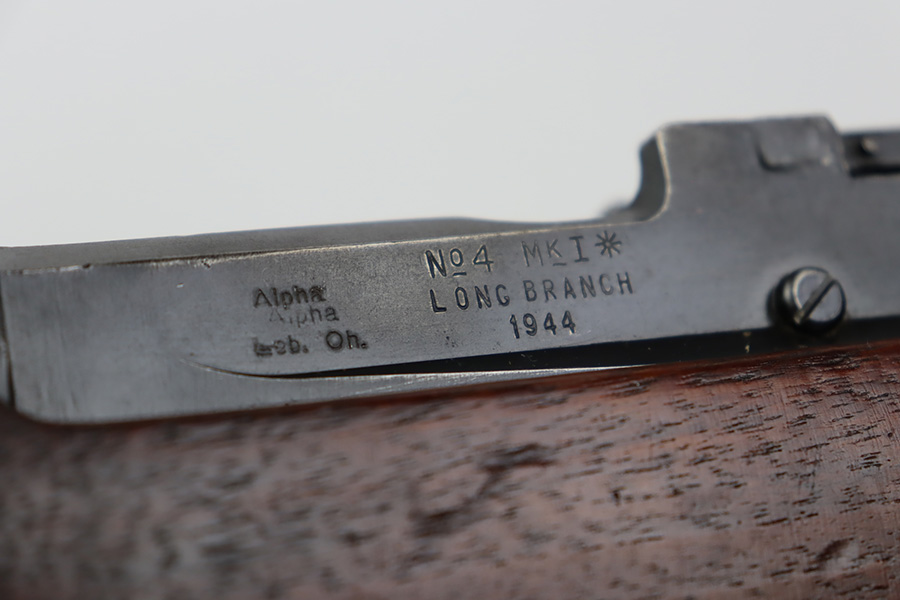 No4 MKI*
LONG BRANCH
1944
Alpha
Alpha
Leb. Oh.